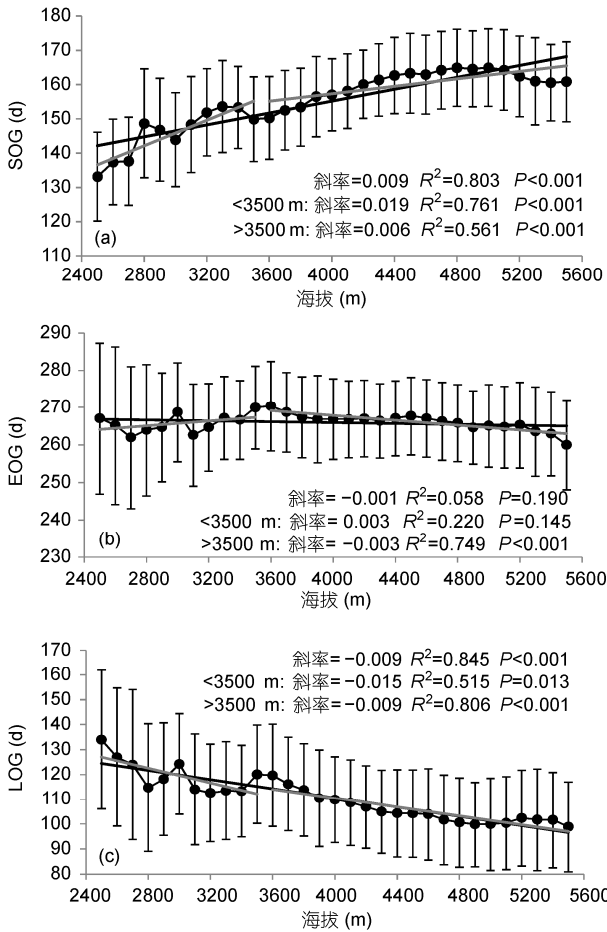 180
170
160
150
140
130
120
110
SOG (d)
斜率=0.009 R²=0.803 P<0.001
<3500 m: 斜率=0.019 R²=0.761 P<0.001
>3500 m: 斜率=0.006 R²=0.561 P<0.001
(a)
2400 2800 3200 3600 4000 4400 4800 5200 5600
海拔 (m)
290
280
270
260
250
240
230
EOG (d)
斜率= −0.001 R²=0.058 P=0.190
<3500 m: 斜率= 0.003 R²=0.220 P=0.145
>3500 m: 斜率= −0.003 R²=0.749 P<0.001
(b)
2400 2800 3200 3600 4000 4400 4800 5200 5600
海拔 (m)
170
160
150
140
130
120
110
100
90
80
LOG (d)
斜率= −0.009 R²=0.845 P<0.001
<3500 m: 斜率= −0.015 R²=0.515 P=0.013
>3500 m: 斜率= −0.009 R²=0.806 P<0.001
(c)
2400 2800 3200 3600 4000 4400 4800 5200 5600
海拔 (m)